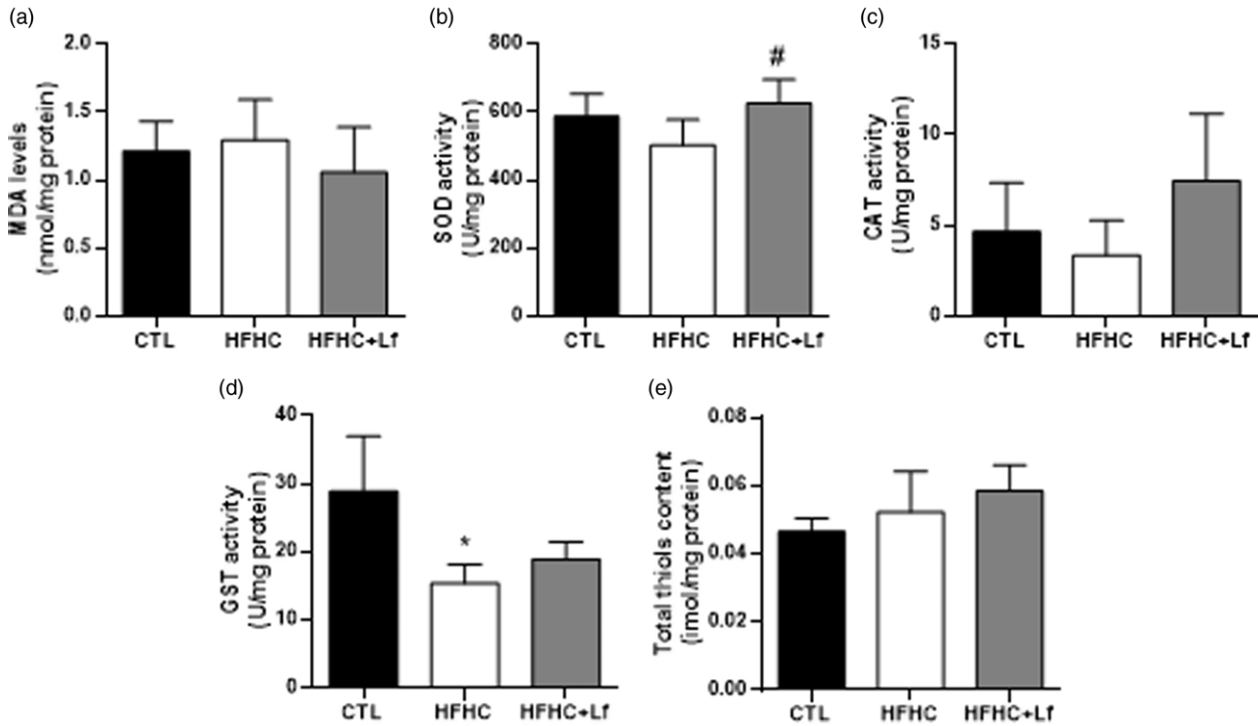 (a)
MDA levels
(nmol/mg protein)
2.0
1.5
1.0
0.5
0.0
CTL HFHC HFHC+Lf
(b)
SOD activity
(U/mg protein)
800
600
400
200
0
#
CTL HFHC HFHC+Lf
(c)
CAT activity
(U/mg protein)
15
10
5
0
CTL HFHC HFHC+Lf
(d)
GST activity
(U/mg protein)
40
30
20
10
0
*
CTL HFHC HFHC+Lf
(e)
Total thiols content
(imol/mg protein)
0.08
0.06
0.04
0.02
0.00
CTL HFHC HFHC+Lf